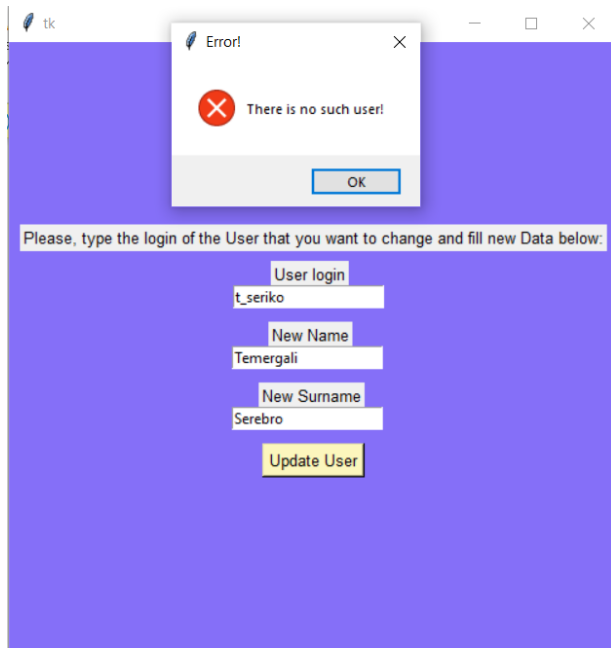 tk
Error!
There is no such user!
OK
Please, type the login of the User that you want to change and fill new Data below:
User login
t_seriko
New Name
Temergali
New Surname
Serebro
Update User